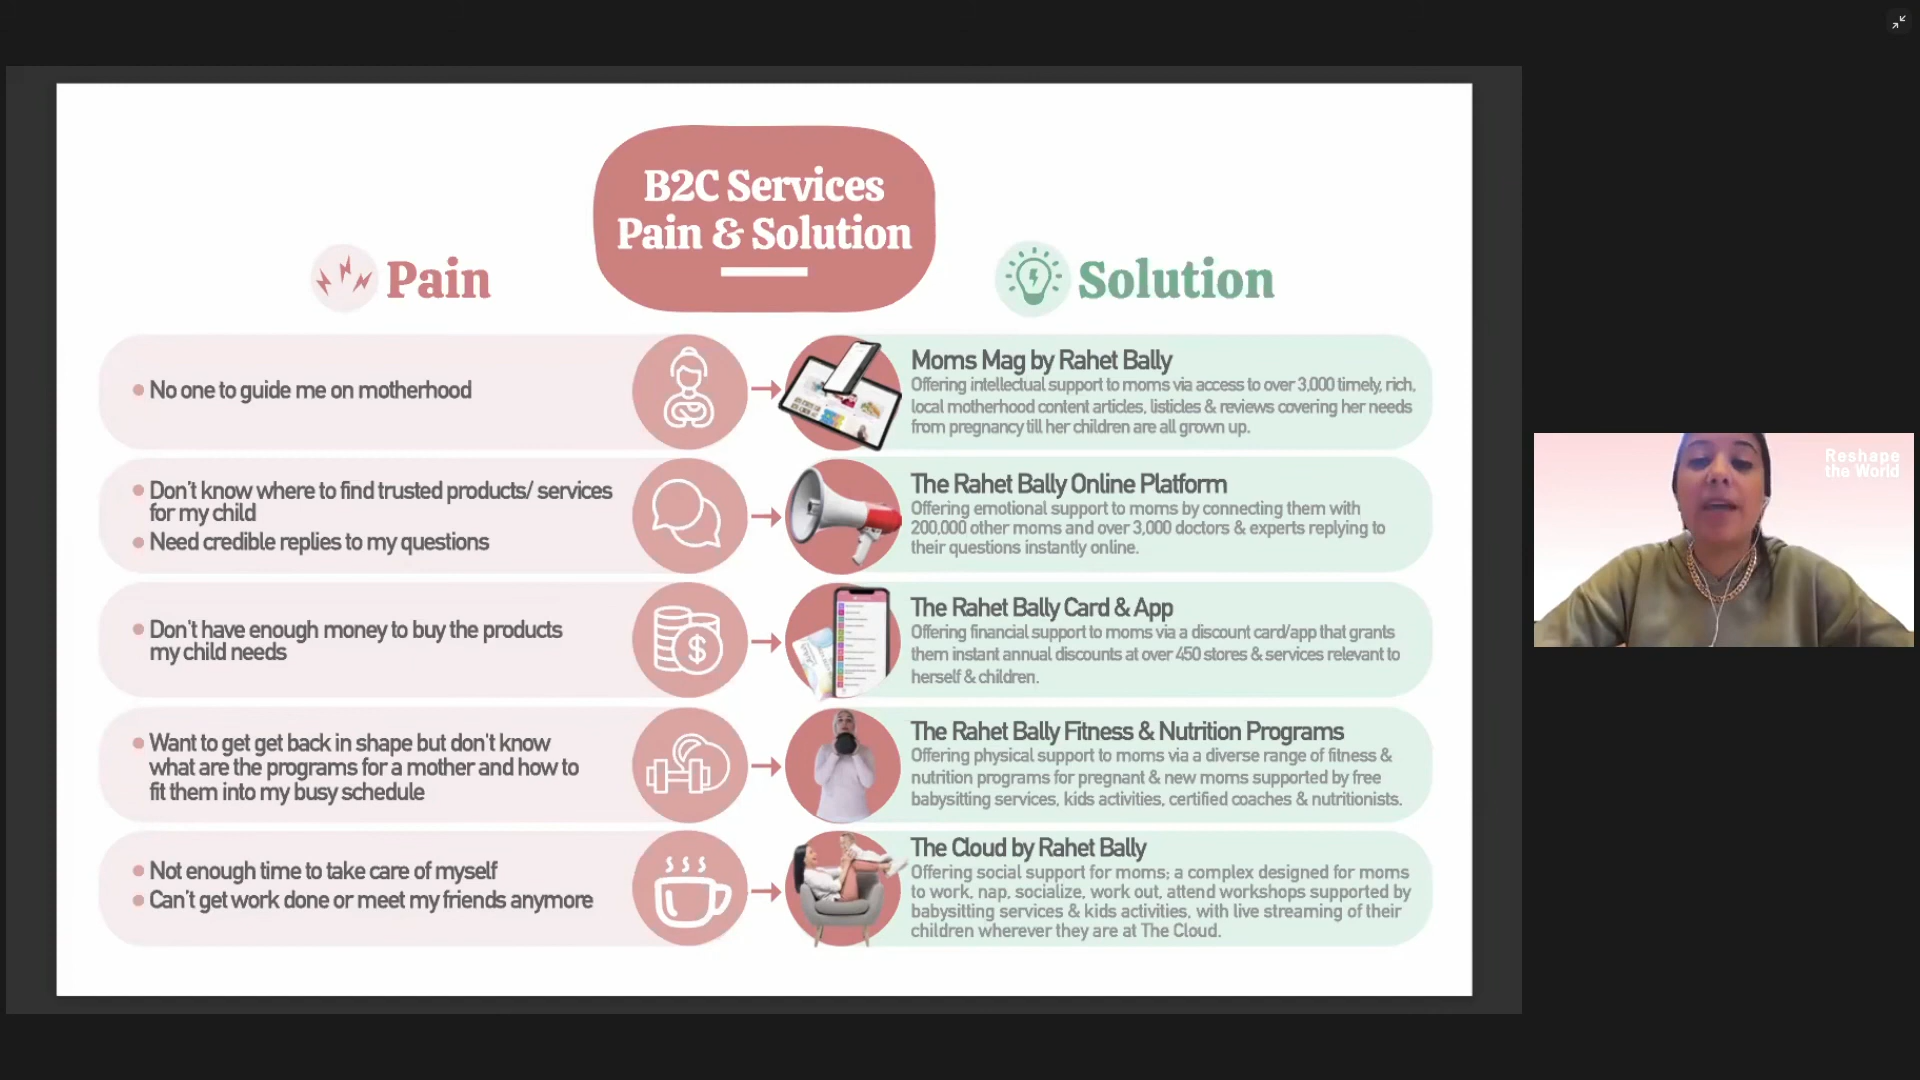 B2C Services
Pain & Solution
Pain
Solution
No one to guide me on motherhood
Moms Mag by Rahet Bally
Offering intellectual support to moms via access to over 3,000 timely, rich,
local motherhood content articles, listicles & reviews covering her needs
from pregnancy till her children are all grown up.
Don't know where to find trusted products/ services
for my child
Need credible replies to my questions
The Rahet Bally Online Platform
Offering emotional support to moms by connecting them with
200,000 other moms and over 3,000 doctors & experts replying to
their questions instantly online.
Don't have enough money to buy the products
my child needs
The Rahet Bally Card & App
Offering financial support to moms via a discount card/app that grants
them instant annual discounts at over 450 stores & services relevant to
herself & children.
Want to get get back in shape but don't know
what are the programs for a mother and how to
fit them into my busy schedule
The Rahet Bally Fitness & Nutrition Programs
Offering physical support to moms via a diverse range of fitness &
nutrition programs for pregnant & new moms supported by free
babysitting services, kids activities, certified coaches & nutritionists.
Not enough time to take care of myself
Can't get work done or meet my friends anymore
The Cloud by Rahet Bally
Offering social support for moms; a complex designed for moms
to work, nap, socialize, work out, attend workshops supported by
babysitting services & kids activities, with live streaming of their
children wherever they are at The Cloud.
Reshape
the World